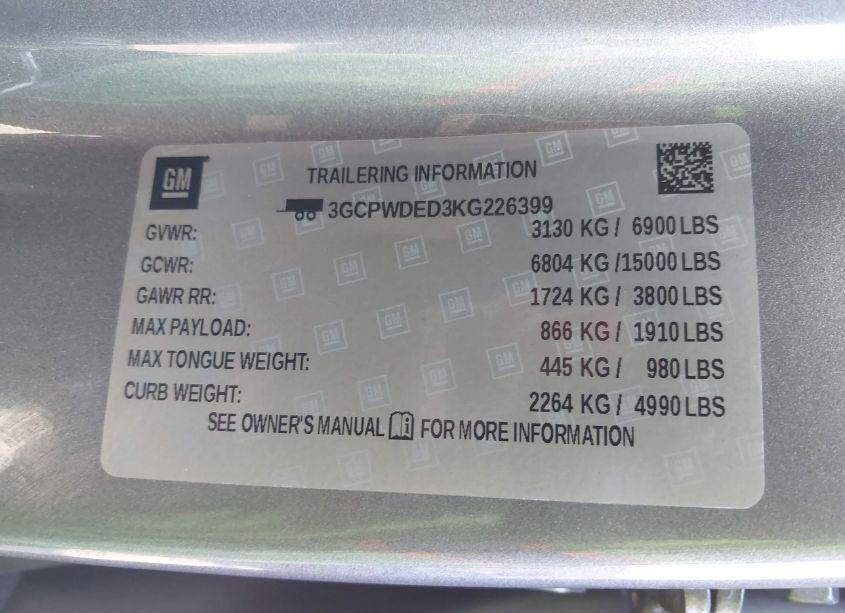 GM
TRAILERING INFORMATION
3GCPWDED3KG226399
GVWR: 3130 KG / 6900 LBS
GCWR: 6804 KG /15000 LBS
GAWR RR: 1724 KG / 3800 LBS
MAX PAYLOAD: 866 KG / 1910 LBS
MAX TONGUE WEIGHT: 445 KG / 980 LBS
CURB WEIGHT: 2264 KG / 4990 LBS
SEE OWNER'S MANUAL i FOR MORE INFORMATION